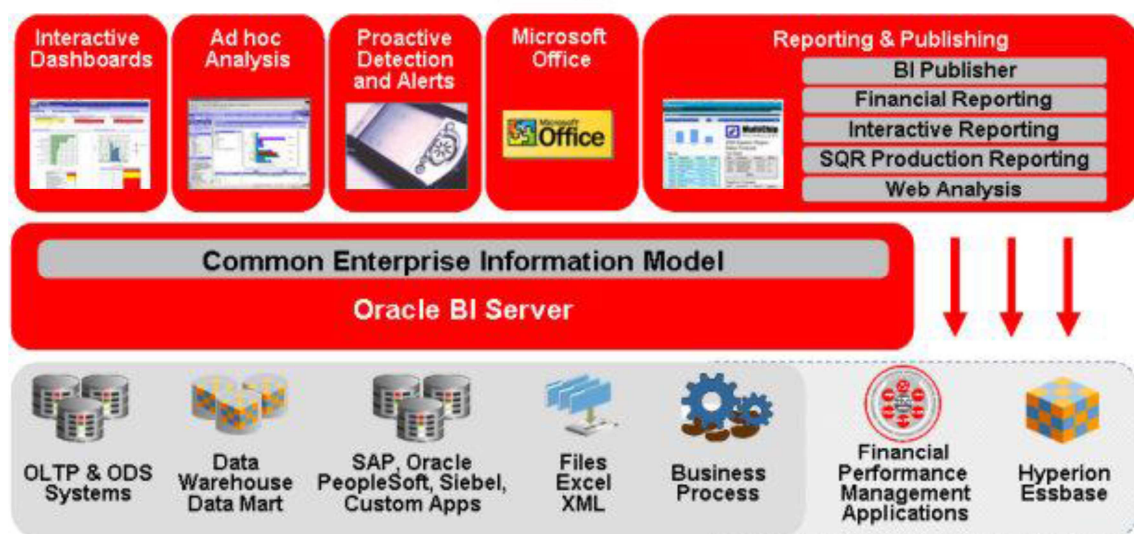 Interactive
Dashboards
Ad hoc
Analysis
Proactive
Detection
and Alerts
Microsoft
Office
Microsoft
Office
Reporting & Publishing
BI Publisher
Financial Reporting
Interactive Reporting
SQR Production Reporting
Web Analysis
Common Enterprise Information Model
Oracle BI Server
OLTP & ODS
Systems
Data
Warehouse
Data Mart
SAP, Oracle
PeopleSoft, Siebel,
Custom Apps
Files
Excel
XML
Business
Process
Financial
Performance
Management
Applications
Hyperion
Essbase